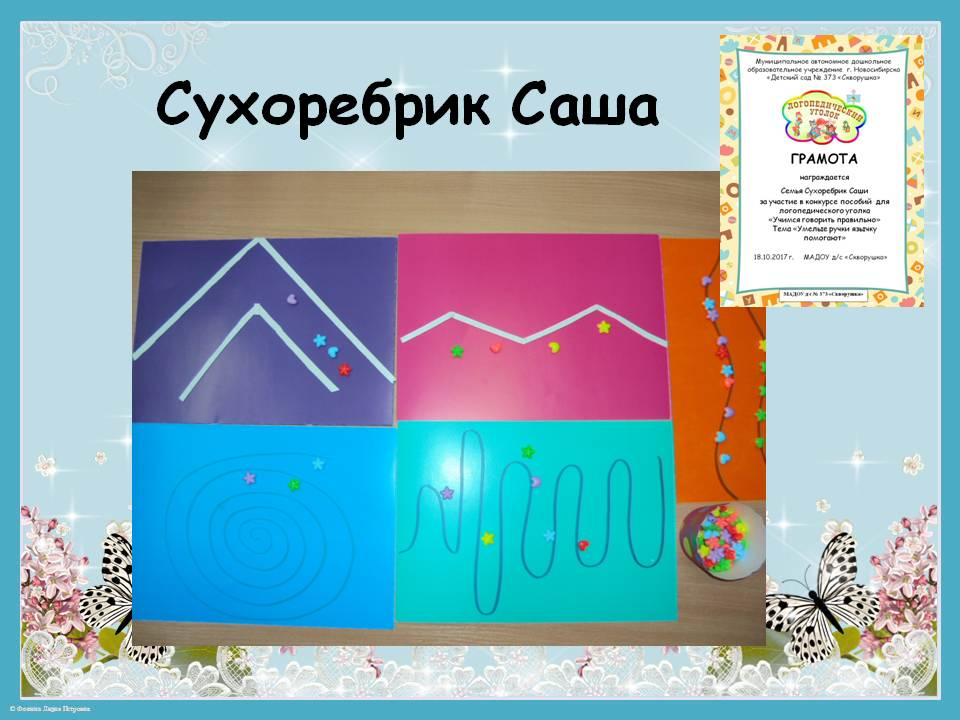 Сухоребрик Саша
Муниципальное автономное дошкольное
образовательное учреждение г. Новосибирска
«Детский сад № 373 «Скворушка»
ЛОГОПЕДИЧЕСКИЙ
УГОЛОК
ГРАМОТА
награждается
Семья Сухоребрик Саши
за участие в конкурсе пособий для
логопедического уголка
«Учимся говорить правильно»
Тема «Умелые ручки язычку
помогают»
18.10.2017 г. МАДОУ д/с «Скворушка»
МАДОУ д/с № 373 «Скворушка»
© Фокина Лидия Петровна